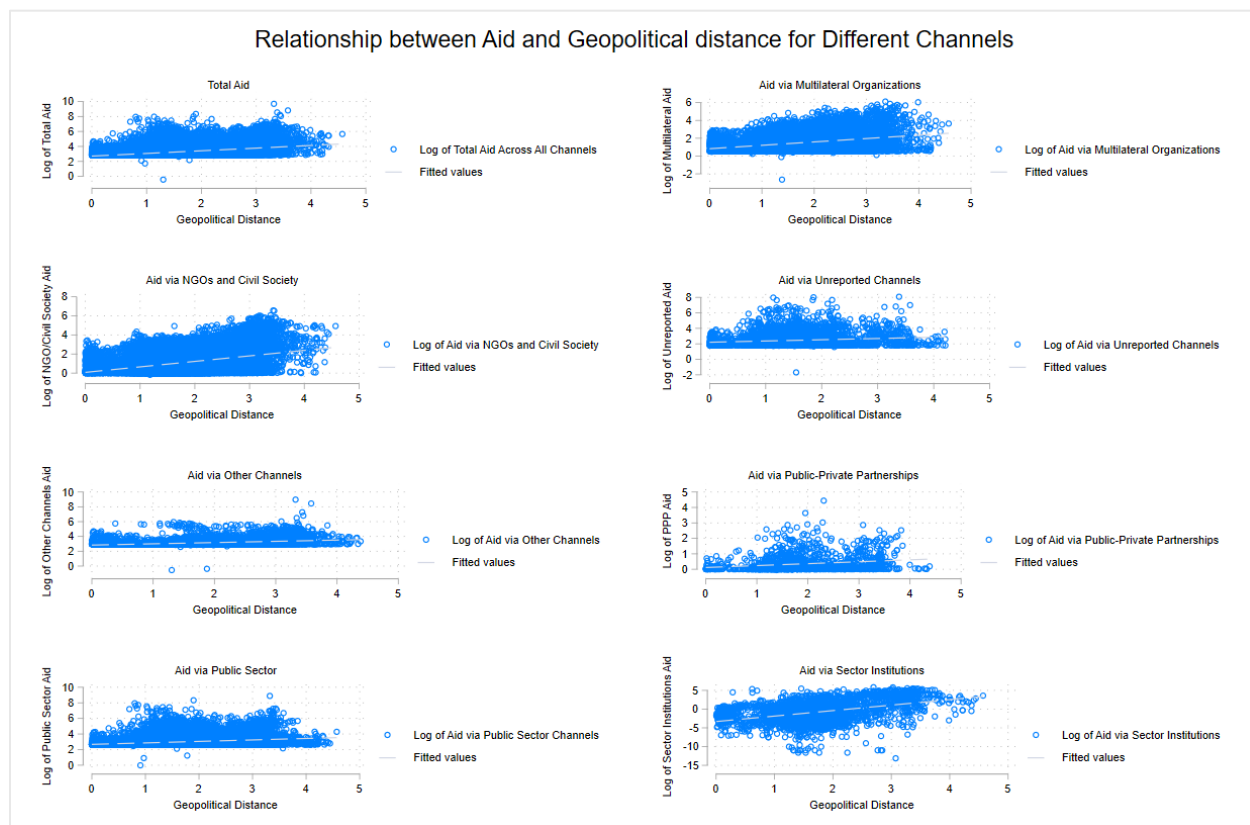 Relationship between Aid and Geopolitical distance for Different Channels
Total Aid
Log of Total Aid
10
8
6
4
2
0
0 1 2 3 4 5
Geopolitical Distance
Log of Total Aid Across All Channels
Fitted values
Aid via Multilateral Organizations
Log of Multilateral Aid
6
4
2
0
-2
0 1 2 3 4 5
Geopolitical Distance
Log of Aid via Multilateral Organizations
Fitted values
Aid via NGOs and Civil Society
Log of NGO/Civil Society Aid
8
6
4
2
0
0 1 2 3 4 5
Geopolitical Distance
Log of Aid via NGOs and Civil Society
Fitted values
Aid via Unreported Channels
Log of Unreported Aid
8
6
4
2
0
-2
0 1 2 3 4 5
Geopolitical Distance
Log of Aid via Unreported Channels
Fitted values
Aid via Other Channels
Log of Other Channels Aid
10
8
6
4
2
0
0 1 2 3 4 5
Geopolitical Distance
Log of Aid via Other Channels
Fitted values
Aid via Public-Private Partnerships
Log of PPP Aid
5
4
3
2
1
0
0 1 2 3 4 5
Geopolitical Distance
Log of Aid via Public-Private Partnerships
Fitted values
Aid via Public Sector
Log of Public Sector Aid
10
8
6
4
2
0
0 1 2 3 4 5
Geopolitical Distance
Log of Aid via Public Sector Channels
Fitted values
Aid via Sector Institutions
Log of Sector Institutions Aid
5
0
-5
-10
-15
0 1 2 3 4 5
Geopolitical Distance
Log of Aid via Sector Institutions
Fitted values